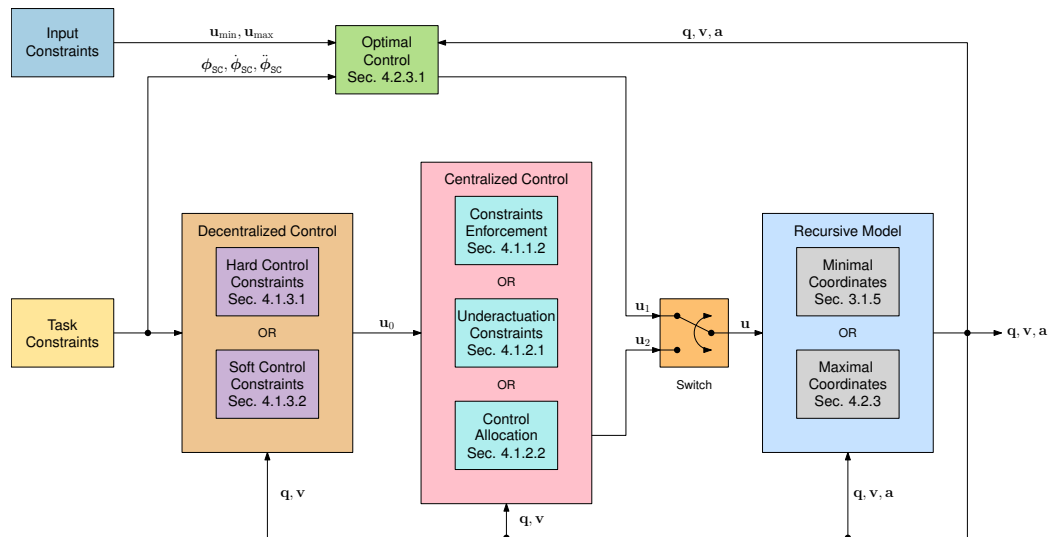 Input
Constraints
u_min, u_max
ϕ_SC, ϕ̇_SC, ϕ̈_SC
Optimal
Control
Sec. 4.2.3.1
q, v, a
Centralized Control
Constraints
Enforcement
Sec. 4.1.1.2
OR
Underactuation
Constraints
Sec. 4.1.2.1
OR
Control
Allocation
Sec. 4.1.2.2
Decentralized Control
Hard Control
Constraints
Sec. 4.1.3.1
OR
Soft Control
Constraints
Sec. 4.1.3.2
Task
Constraints
u_0
u_1
u_2
Switch
u
Recursive Model
Minimal
Coordinates
Sec. 3.1.5
OR
Maximal
Coordinates
Sec. 4.2.3
q, v, a
q, v
q, v
q, v, a